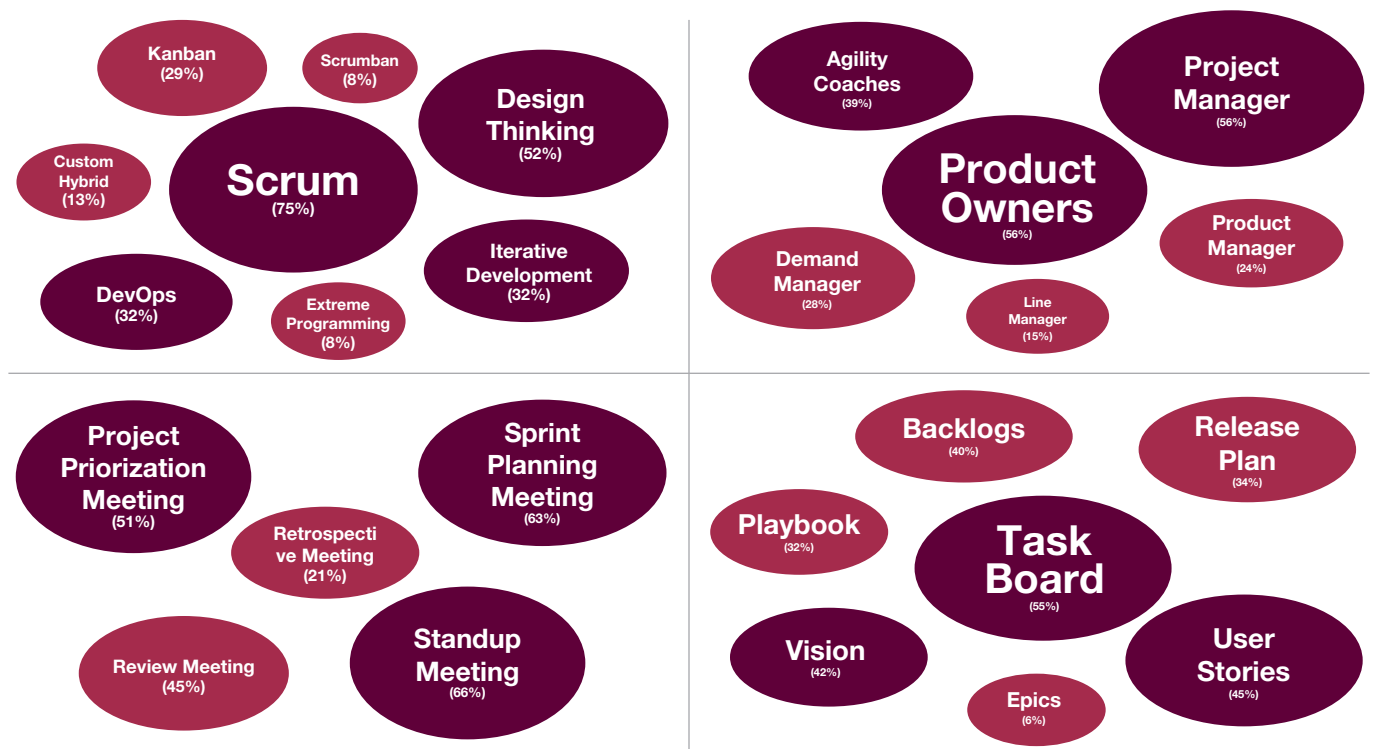 Kanban
(29%)
Scrumban
(8%)
Design
Thinking
(52%)
Custom
Hybrid
(13%)
Scrum
(75%)
Iterative
Development
(32%)
DevOps
(32%)
Extreme
Programming
(8%)
Agility
Coaches
(39%)
Project
Manager
(56%)
Product
Owners
(56%)
Product
Manager
(24%)
Demand
Manager
(28%)
Line
Manager
(15%)
Project
Priorization
Meeting
(51%)
Sprint
Planning
Meeting
(63%)
Retrospecti
ve Meeting
(21%)
Review Meeting
(45%)
Standup
Meeting
(66%)
Backlogs
(40%)
Release
Plan
(34%)
Playbook
(32%)
Task
Board
(55%)
Vision
(42%)
User
Stories
(45%)
Epics
(6%)